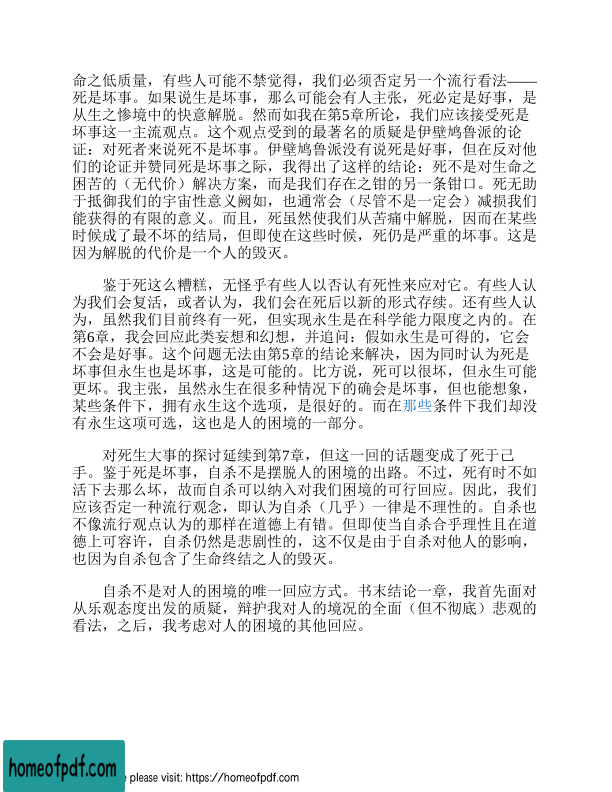 命之低质量，有些人可能不禁觉得，我们必须否定另一个流行看法——
死是坏事。如果说生是坏事，那么可能会有人主张，死必定是好事，是
从生之惨境中的快意解脱。然而如我在第5章所论，我们应该接受死是
坏事这一主流观点。这个观点受到的最著名的质疑是伊壁鸠鲁派的论
证：对死者来说死不是坏事。伊壁鸠鲁派没有说死是好事，但在反对他
们的论证并赞同死是坏事之际，我得出了这样的结论：死不是对生命之
困苦的（无代价）解决方案，而是我们存在之钳的另一条钳口。死无助
于抵御我们的宇宙性意义阙如，也通常会（尽管不是一定会）减损我们
能获得的有限的意义。而且，死虽然使我们从苦痛中解脱，因而在某些
时候成了最不坏的结局，但即使在这些时候，死仍是严重的坏事。这是
因为解脱的代价是一个人的毁灭。
鉴于死这么糟糕，无怪乎有些人以否认有死性来应对它。有些人认
为我们会复活，或者认为，我们会在死后以新的形式存续。还有些人认
为，虽然我们目前终有一死，但实现永生是在科学能力限度之内的。在
第6章，我会回应此类妄想和幻想，并追问：假如永生是可得的，它会
不会是好事。这个问题无法由第5章的结论来解决，因为同时认为死是
坏事但永生也是坏事，这是可能的。比方说，死可以很坏，但永生可能
更坏。我主张，虽然永生在很多种情况下的确会是坏事，但也能想象，
某些条件下，拥有永生这个选项，是很好的。而在那些条件下我们却没
有永生这项可选，这也是人的困境的一部分。
对死生大事的探讨延续到第7章，但这一回的话题变成了死于己
手。鉴于死是坏事，自杀不是摆脱人的困境的出路。不过，死有时不如
活下去那么坏，故而自杀可以纳入对我们困境的可行回应。因此，我们
应该否定一种流行观念，即认为自杀（几乎）一律是不理性的。自杀也
不像流行观点认为的那样在道德上有错。但即使当自杀合乎理性且在道
德上可容许，自杀仍然是悲剧性的，这不仅是由于自杀对他人的影响，
也因为自杀包含了生命终结之人的毁灭。
自杀不是对人的困境的唯一回应方式。书末结论一章，我首先面对
从乐观态度出发的质疑，辩护我对人的境况的全面（但不彻底）悲观的
看法，之后，我考虑对人的困境的其他回应。
homeofpdf.com
please visit: https://homeofpdf.com